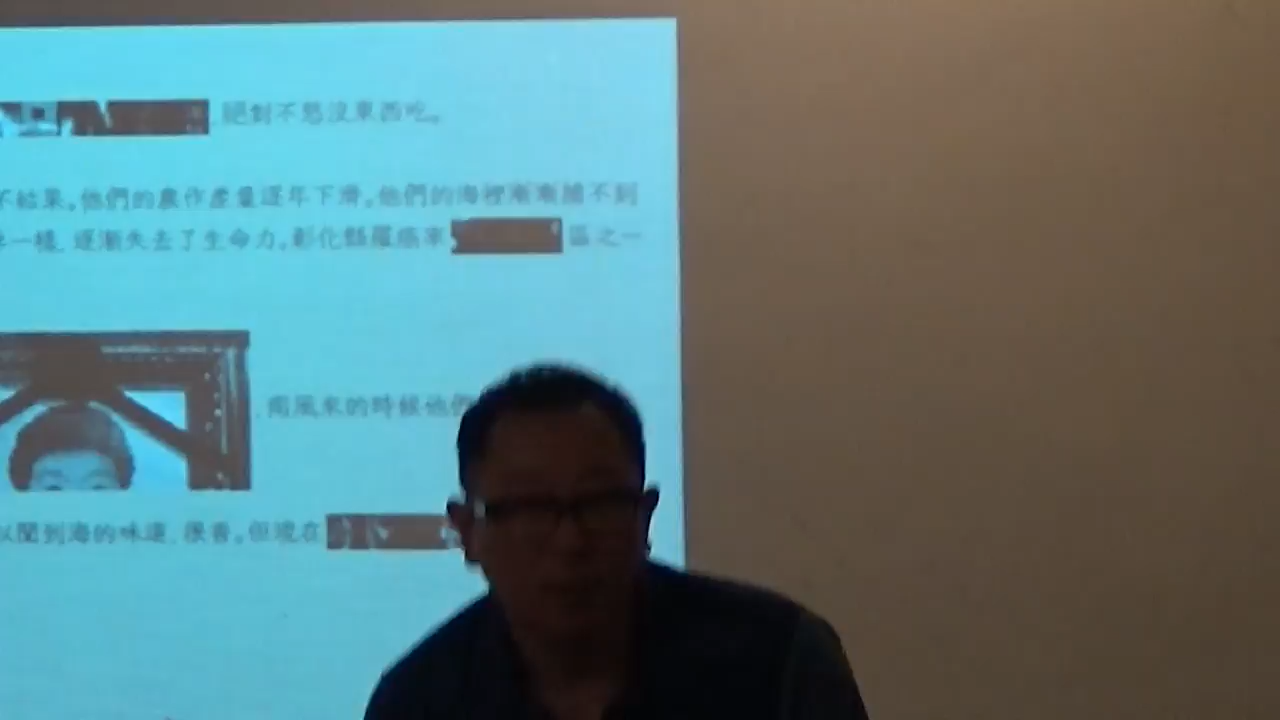 絕對不愁沒東西吃。
不結果。他們的農作產量逐年下滑。他們的海裡漸漸捕不到
一樣、逐漸失去了生命力。彰化縣罹癌率 區之一
、南風來的時候他們
以聞到海的味道、很香。但現在